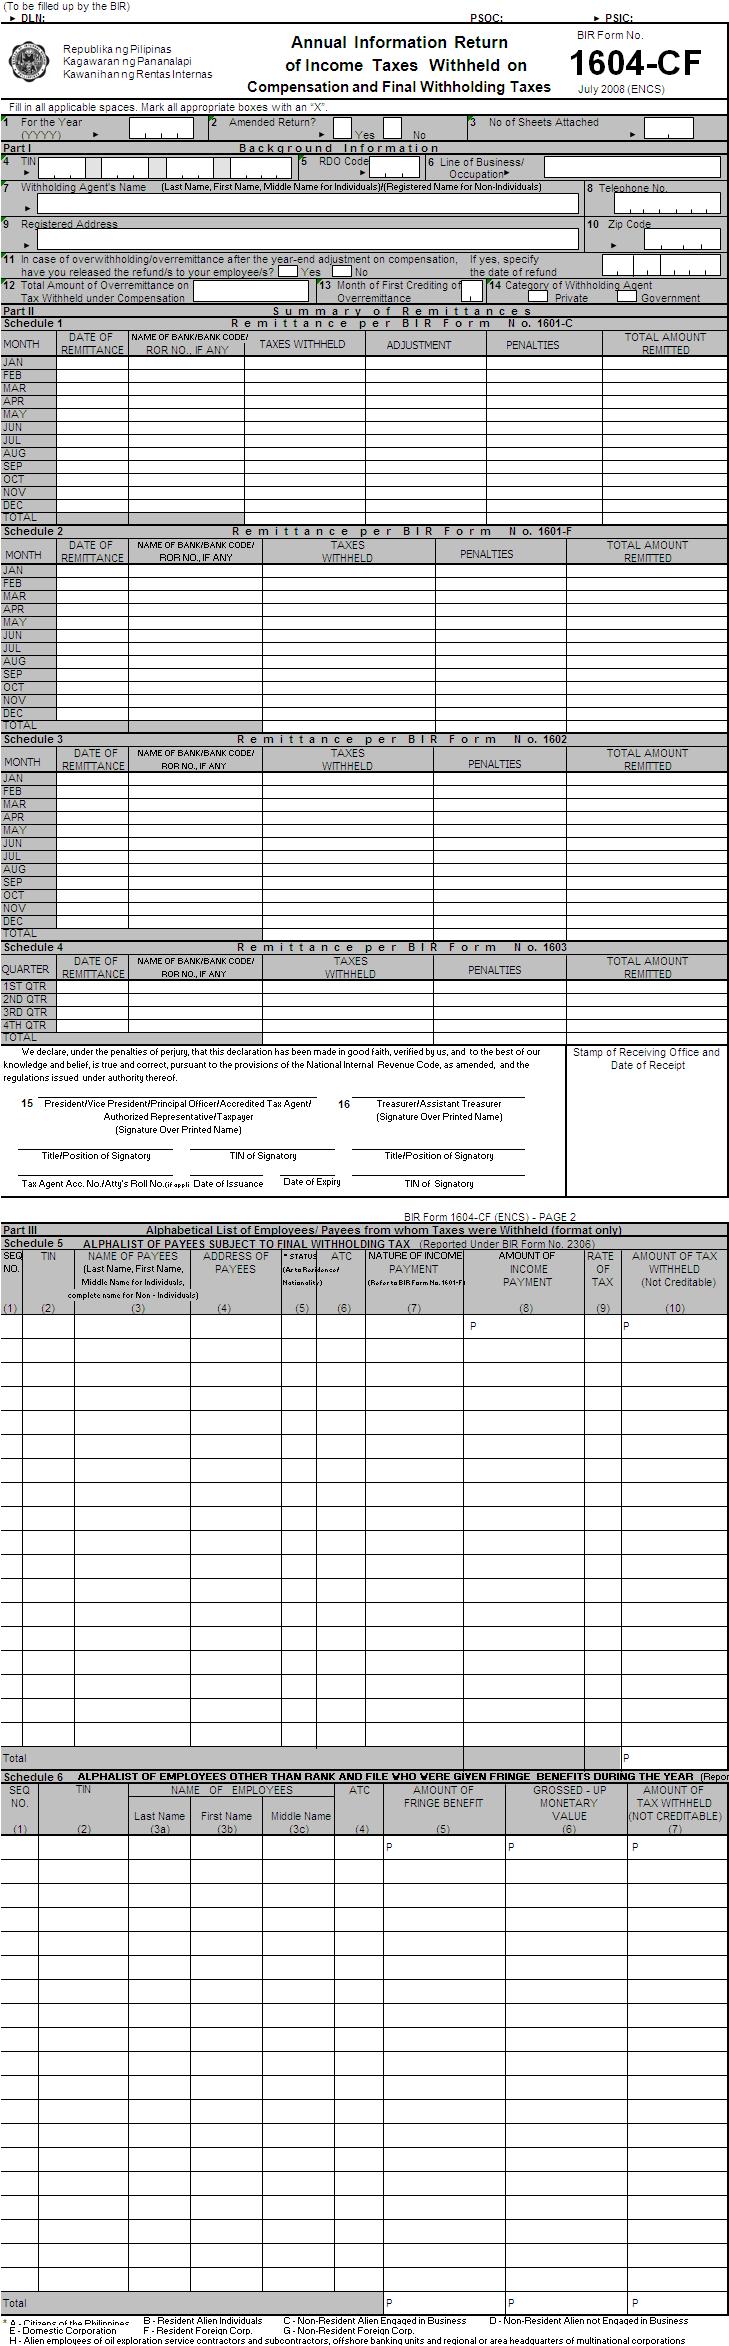 (To be filled up by the BIR)
► DLN: PSOC: ► PSIC:
Republika ng Pilipinas
Kagawaran ng Pananalapi
Kawanihan ng Rentas Internas
Annual Information Return
of Income Taxes Withheld on
Compensation and Final Withholding Taxes
BIR Form No.
1604-CF
July 2008 (ENCS)
Fill in all applicable spaces. Mark all appropriate boxes with an "X".
1 For the Year (YYYY) ► 2 Amended Return? ► Yes No 3 No of Sheets Attached ►
Part I Background Information
4 TIN ► 5 RDO Code ► 6 Line of Business/ Occupation ►
7 Withholding Agent's Name (Last Name, First Name, Middle Name for Individuals)/(Registered Name for Non-Individuals) ► 8 Telephone No. ►
9 Registered Address ► 10 Zip Code ►
11 In case of overwithholding/overremittance after the year-end adjustment on compensation, If yes, specify
have you released the refund/s to your employee/s? Yes No the date of refund
12 Total Amount of Overremittance on Tax Withheld under Compensation 13 Month of First Crediting of Overremittance 14 Category of Withholding Agent Private Government
Part II Summary of Remittances
Schedule 1 Remittance per BIR Form No. 1601-C
MONTH DATE OF REMITTANCE NAME OF BANK/BANK CODE/ ROR NO., IF ANY TAXES WITHHELD ADJUSTMENT PENALTIES TOTAL AMOUNT REMITTED
JAN
FEB
MAR
APR
MAY
JUN
JUL
AUG
SEP
OCT
NOV
DEC
TOTAL
Schedule 2 Remittance per BIR Form No. 1601-F
MONTH DATE OF REMITTANCE NAME OF BANK/BANK CODE/ ROR NO., IF ANY TAXES WITHHELD PENALTIES TOTAL AMOUNT REMITTED
JAN
FEB
MAR
APR
MAY
JUN
JUL
AUG
SEP
OCT
NOV
DEC
TOTAL
Schedule 3 Remittance per BIR Form No. 1602
MONTH DATE OF REMITTANCE NAME OF BANK/BANK CODE/ ROR NO., IF ANY TAXES WITHHELD PENALTIES TOTAL AMOUNT REMITTED
JAN
FEB
MAR
APR
MAY
JUN
JUL
AUG
SEP
OCT
NOV
DEC
TOTAL
Schedule 4 Remittance per BIR Form No. 1603
QUARTER DATE OF REMITTANCE NAME OF BANK/BANK CODE/ ROR NO., IF ANY TAXES WITHHELD PENALTIES TOTAL AMOUNT REMITTED
1ST QTR
2ND QTR
3RD QTR
4TH QTR
TOTAL
We declare, under the penalties of perjury, that this declaration has been made in good faith, verified by us, and to the best of our
knowledge and belief, is true and correct, pursuant to the provisions of the National Internal Revenue Code, as amended, and the
regulations issued under authority thereof.
Stamp of Receiving Office and
Date of Receipt
15 President/Vice President/Principal Officer/Accredited Tax Agent/ 16 Treasurer/Assistant Treasurer
Authorized Representative/Taxpayer (Signature Over Printed Name)
(Signature Over Printed Name)
Title/Position of Signatory TIN of Signatory Title/Position of Signatory
Tax Agent Acc. No./Atty's Roll No.(if appli Date of Issuance Date of Expiry TIN of Signatory
BIR Form 1604-CF (ENCS) - PAGE 2
Part III Alphabetical List of Employees/ Payees from whom Taxes were Withheld (format only)
Schedule 5 ALPHALIST OF PAYEES SUBJECT TO FINAL WITHHOLDING TAX (Reported Under BIR Form No. 2306)
SEQ NO. TIN NAME OF PAYEES (Last Name, First Name, Middle Name for Individuals, complete name for Non - Individuals) ADDRESS OF PAYEES * STATUS (As to Residence/ Nationality) ATC NATURE OF INCOME PAYMENT (Refer to BIR Form No. 1601-F) AMOUNT OF INCOME PAYMENT RATE OF TAX AMOUNT OF TAX WITHHELD (Not Creditable)
(1) (2) (3) (4) (5) (6) (7) (8) (9) (10)
P P
Total P
Schedule 6 ALPHALIST OF EMPLOYEES OTHER THAN RANK AND FILE WHO WERE GIVEN FRINGE BENEFITS DURING THE YEAR (Repor
SEQ NO. TIN NAME OF EMPLOYEES ATC AMOUNT OF FRINGE BENEFIT GROSSED - UP MONETARY VALUE AMOUNT OF TAX WITHHELD (NOT CREDITABLE)
Last Name First Name Middle Name
(1) (2) (3a) (3b) (3c) (4) (5) (6) (7)
P P P
Total P P P
* A - Citizens of the Philippines B - Resident Alien Individuals C - Non-Resident Alien Engaged in Business D - Non-Resident Alien not Engaged in Business
E - Domestic Corporation F - Resident Foreign Corp. G - Non-Resident Foreign Corp.
H - Alien employees of oil exploration service contractors and subcontractors, offshore banking units and regional or area headquarters of multinational corporations